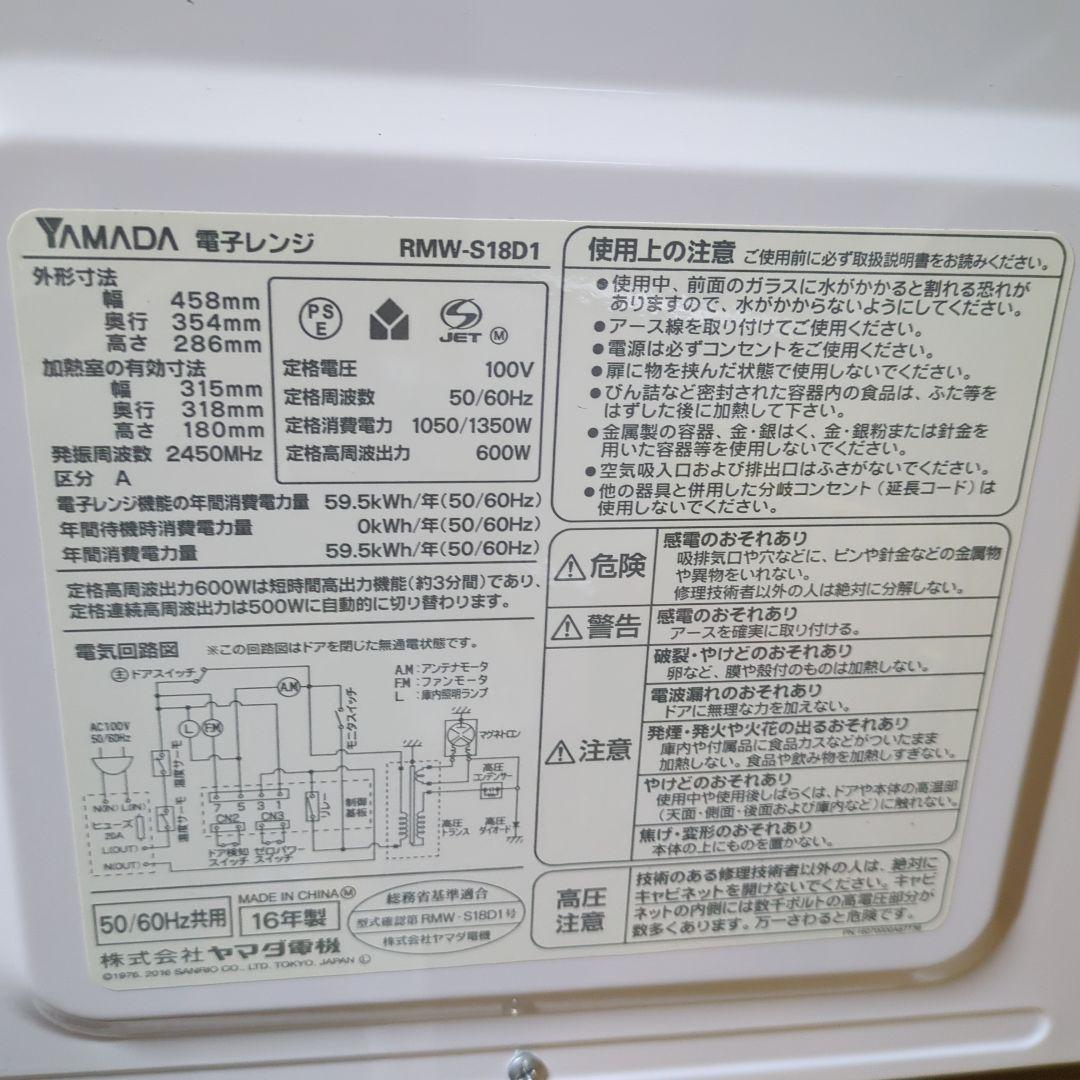 YAMADA 電子レンジ RMW-S18D1
外形寸法
幅 458mm
奥行 354mm
高さ 286mm
加熱室の有効寸法
幅 315mm
奥行 318mm
高さ 180mm
発振周波数 2450MHz
区分 A
PS
E
JET M
定格電圧 100V
定格周波数 50/60Hz
定格消費電力 1050/1350W
定格高周波出力 600W
電子レンジ機能の年間消費電力量 59.5kWh/年(50/60Hz)
年間待機時消費電力量 0kWh/年(50/60Hz)
年間消費電力量 59.5kWh/年(50/60Hz)
定格高周波出力600Wは短時間高出力機能(約3分間)であり、
定格連続高周波出力は500Wに自動的に切り替わります。
電気回路図 ※この回路図はドアを閉じた無通電状態です。
主ドアスイッチ
A.M
A.M:アンテナモータ
F.M:ファンモータ
L :庫内照明ランプ
モニタスイッチ
L
F.M
AC100V
50/60Hz
温度サーモ
温度サーモ
マグネトロン
高圧
コンデンサー
N(IN) L(IN)
ヒューズ
20A
L(OUT)
N(OUT)
7 5 3 1
CN2 CN3
リレー
制御
基板
ドア検知
スイッチ
ゼロパワー
スイッチ
高圧
トランス
高圧
ダイオード
50/60Hz共用
MADE IN CHINA M
16年製
総務省基準適合
型式確認第RMW-S18D1号
株式会社ヤマダ電機
株式会社ヤマダ電機
©1976, 2016 SANRIO CO., LTD. TOKYO, JAPAN Ⓛ
使用上の注意 ご使用前に必ず取扱説明書をお読みください。
●使用中、前面のガラスに水がかかると割れる恐れが
ありますので、水がかからないようにしてください。
●アース線を取り付けてご使用ください。
●電源は必ずコンセントをご使用ください。
●扉に物を挟んだ状態で使用しないでください。
●びん詰など密封された容器内の食品は、ふた等を
はずした後に加熱して下さい。
●金属製の容器、金・銀はく、金・銀粉または針金を
用いた容器等を使用しないでください。
●空気吸入口および排出口はふさがないでください。
●他の器具と併用した分岐コンセント(延長コード)は
使用しないでください。
⚠危険
感電のおそれあり
吸排気口や穴などに、ピンや針金などの金属物
や異物をいれない。
修理技術者以外の人は絶対に分解しない。
⚠警告
感電のおそれあり
アースを確実に取り付ける。
⚠注意
破裂・やけどのおそれあり
卵など、膜や殻付のものは加熱しない。
電波漏れのおそれあり
ドアに無理な力を加えない。
発煙・発火や火花の出るおそれあり
庫内や付属品に食品カスなどがついたまま
加熱しない。食品や飲み物を加熱しすぎない。
やけどのおそれあり
使用中や使用後しばらくは、ドアや本体の高温部
(天面・側面・後面および庫内など)に触れない。
焦げ・変形のおそれあり
本体の上にものを置かない。
高圧
注意
技術のある修理技術者以外の人は、絶対に
キャビネットを開けないでください。キャビ
ネットの内側には数千ボルトの高電圧部分が
数多くあります。万一さわると危険です。